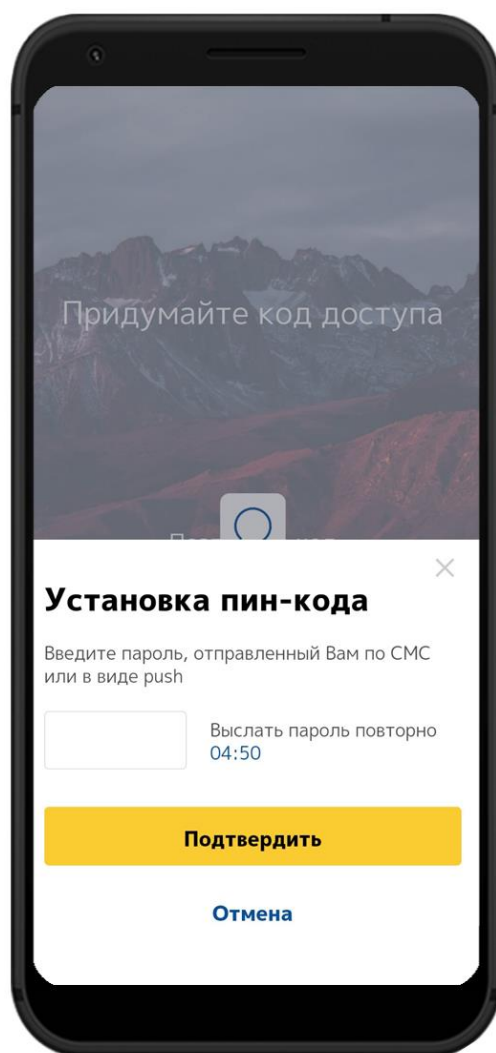 Придумайте код доступа
Установка пин-кода
Введите пароль, отправленный Вам по СМС
или в виде push
Выслать пароль повторно
04:50
Подтвердить
Отмена